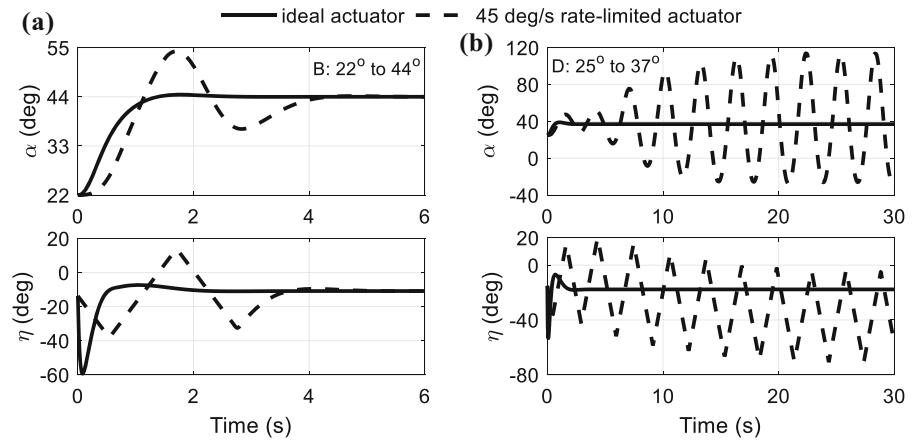 ideal actuator 45 deg/s rate-limited actuator
(a)
55
44
33
22
α (deg)
B: 22° to 44°
0 2 4 6
20
0
-20
-40
-60
η (deg)
0 2 4 6
Time (s)
(b)
120
80
40
0
-40
α (deg)
D: 25° to 37°
0 10 20 30
20
0
-40
-80
η (deg)
0 10 20 30
Time (s)